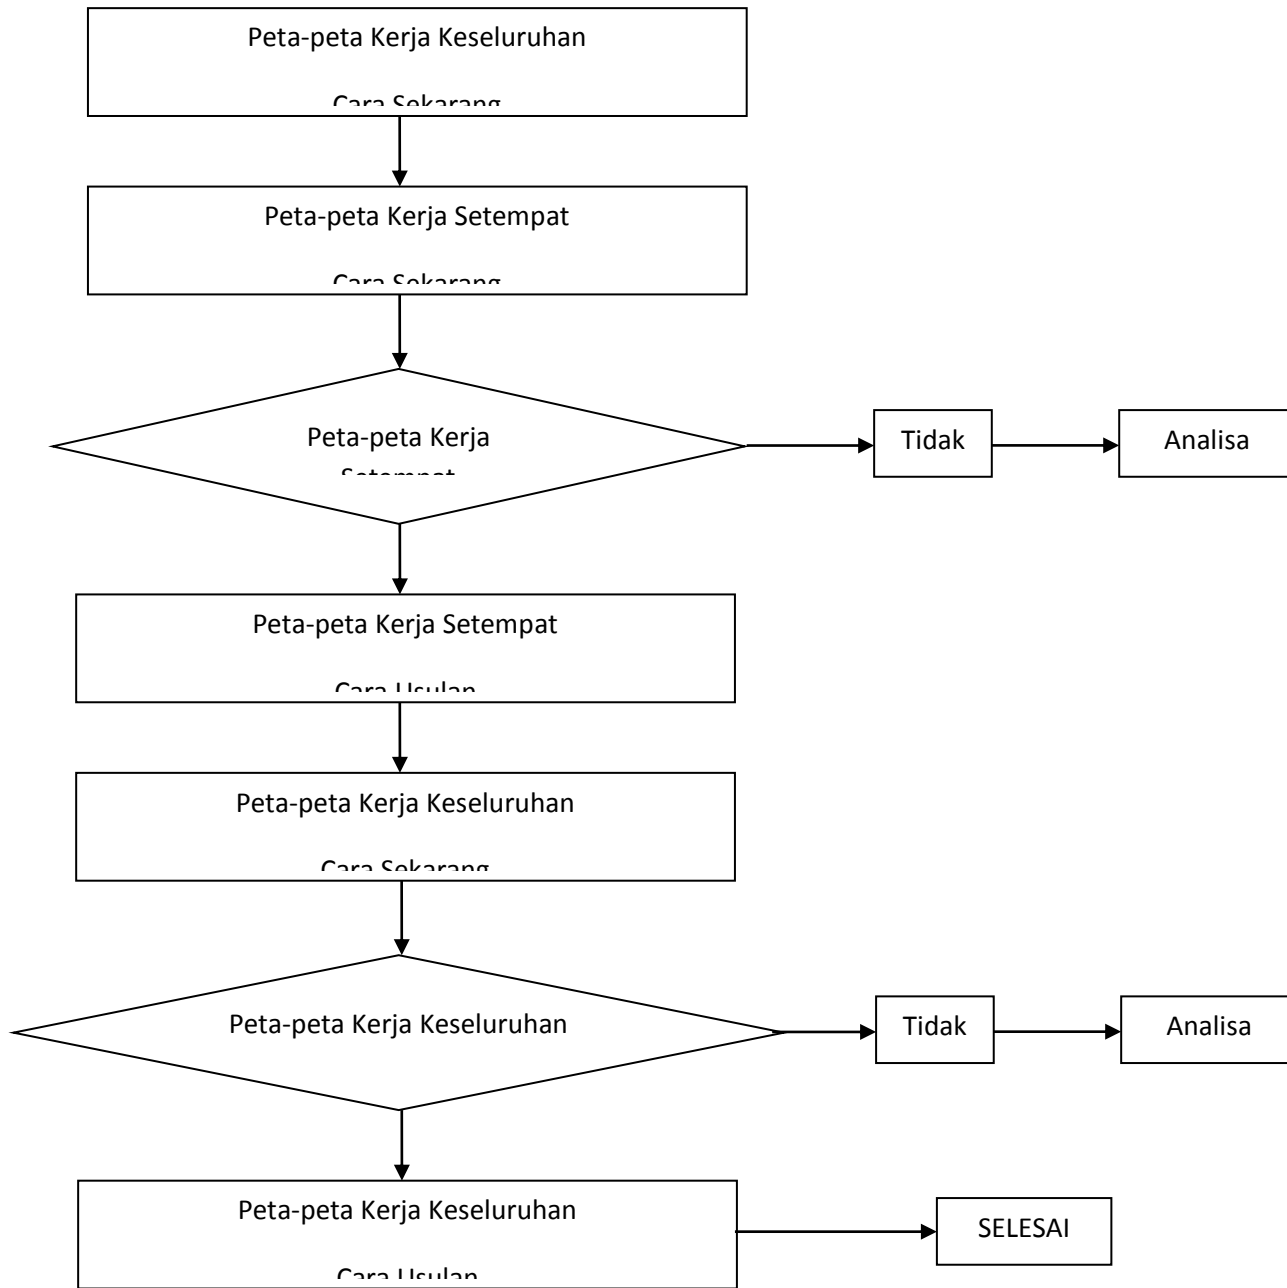 Peta-peta Kerja Keseluruhan
Cara Sekarang
Peta-peta Kerja Setempat
Cara Sekarang
Peta-peta Kerja
Setempat
Tidak
Analisa
Peta-peta Kerja Setempat
Cara Usulan
Peta-peta Kerja Keseluruhan
Cara Sekarang
Peta-peta Kerja Keseluruhan
Tidak
Analisa
Peta-peta Kerja Keseluruhan
SELESAI
Cara Usulan